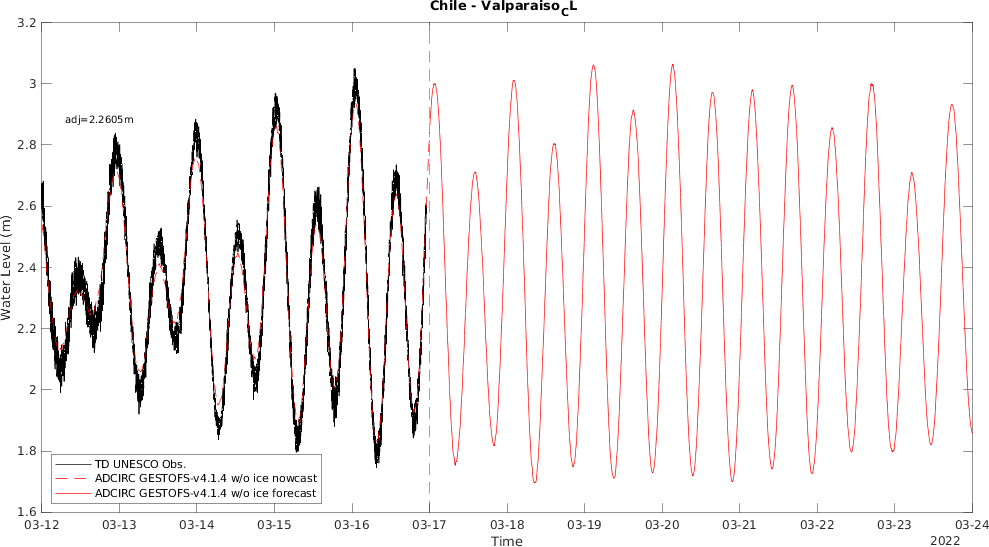 Chile - Valparaiso_CL
3.2
3
2.8
2.6
2.4
2.2
2
1.8
1.6
Water Level (m)
adj=2.2605m
TD UNESCO Obs.
ADCIRC GESTOFS-v4.1.4 w/o ice nowcast
ADCIRC GESTOFS-v4.1.4 w/o ice forecast
03-12 03-13 03-14 03-15 03-16 03-17 03-18 03-19 03-20 03-21 03-22 03-23 03-24
Time
2022